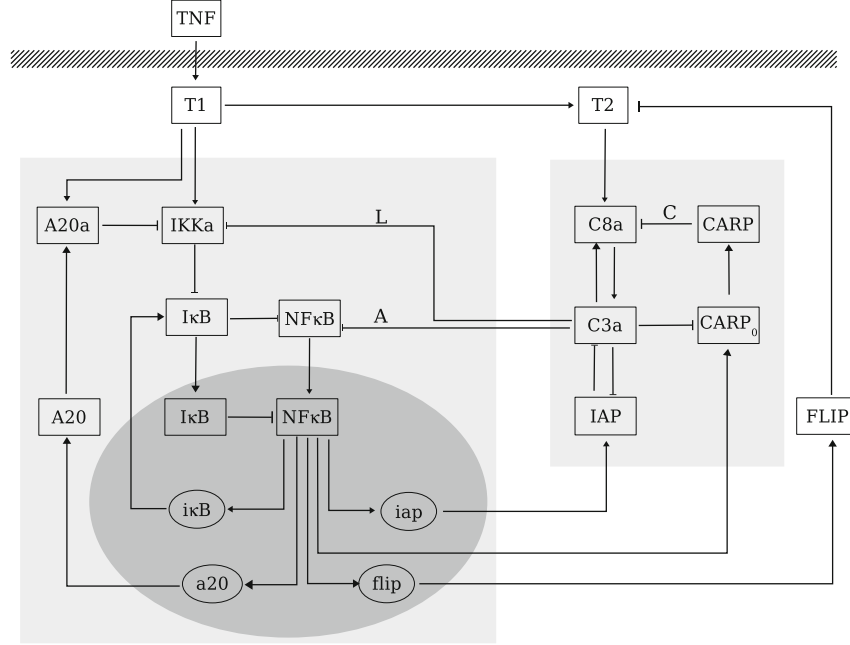 TNF
T1
T2
A20a
IKKa
L
C8a
C
CARP
IκB
NFκB
A
C3a
CARP0
A20
IκB
NFκB
IAP
FLIP
iκB
iap
a20
flip